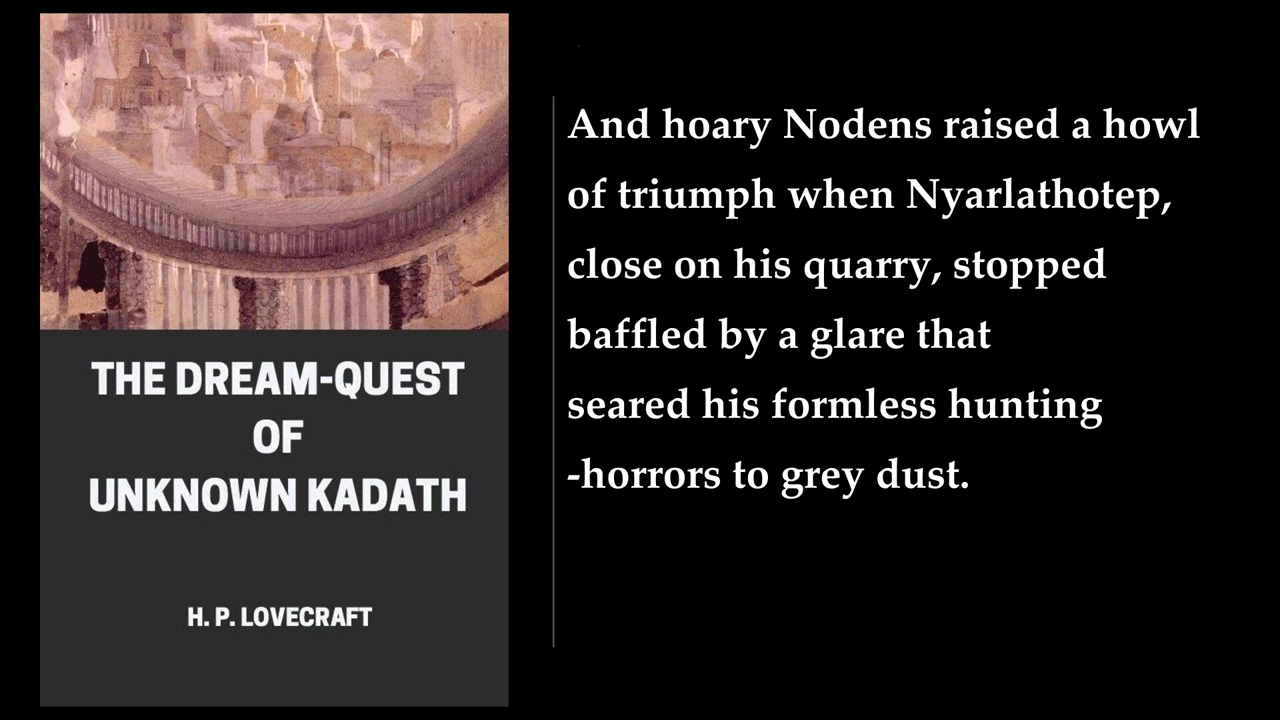 THE DREAM-QUEST
OF
UNKNOWN KADATH
H. P. LOVECRAFT
And hoary Nodens raised a howl
of triumph when Nyarlathotep,
close on his quarry, stopped
baffled by a glare that
seared his formless hunting
-horrors to grey dust.